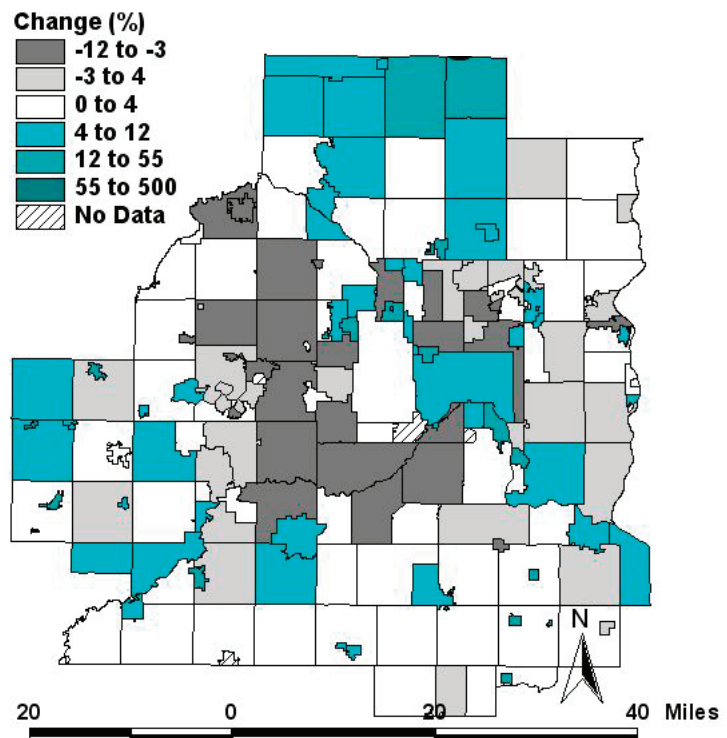 Change (%)
-12 to -3
-3 to 4
0 to 4
4 to 12
12 to 55
55 to 500
No Data
N
20 0 20 40 Miles